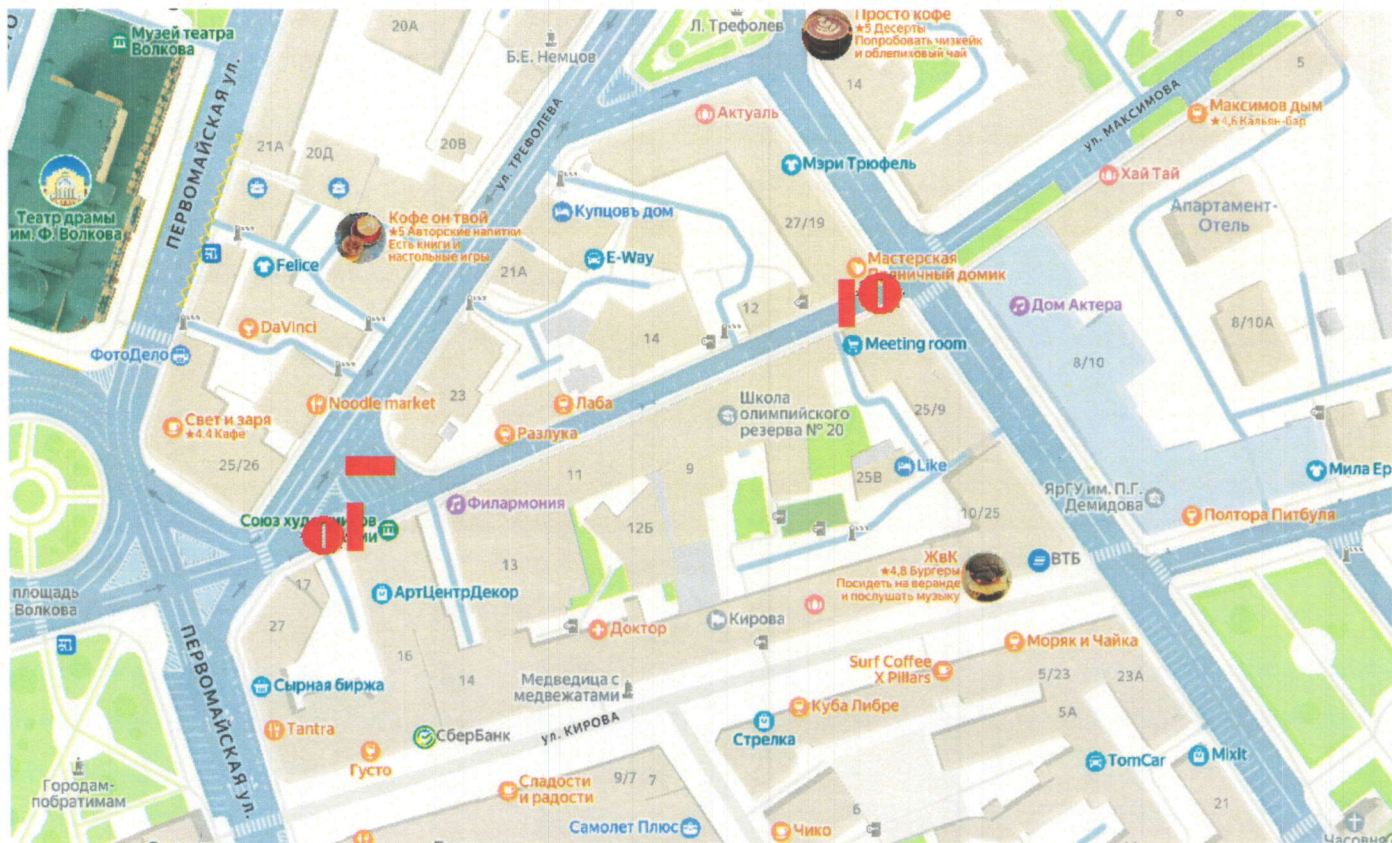 Музей театра
Волкова
20А
Б.Е. Немцов
Л. Трефолев
Просто кофе
★5 Десерты
Попробовать чизкейк
и облепиховый чай
14
5
Максимов дым
★4,6 Кальян-бар
ул. МАКСИМОВА
Актуаль
ПЕРВОМАЙСКАЯ ул.
21А
20Д
20В
ул. ТРЕФОЛЕВА
Мэри Трюфель
Хай Тай
Театр драмы
им. Ф. Волкова
Кофе он твой
★5 Авторские напитки
Есть книги и
настольные игры
Купцовъ дом
27/19
Апартамент-
Отель
Felice
21А
E-Way
Мастерская
домик
Дом Актера
DaVinci
12
8/10А
ФотоДело
14
Meeting room
8/10
Noodle market
23
Лаба
Школа
олимпийского
резерва № 20
25/9
Свет и заря
★4.4 Кафе
Разлука
25/26
11
9
25В
Like
Мила Ер
Филармония
ЯрГУ им. П.Г.
Демидова
Полтора Питбуля
Союз
12Б
10/25
13
ЖвК
★4,8 Бургеры
Посидеть на веранде
и послушать музыку
ВТБ
17
площадь
Волкова
АртЦентрДекор
27
Доктор
Кирова
ПЕРВОМАЙСКАЯ ул.
16
Моряк и Чайка
Сырная биржа
14
Медведица с
медвежатами
Surf Coffee
X Pillars
5/23
23А
Куба Либре
5А
Tantra
СберБанк
ул. КИРОВА
Стрелка
Густо
TomCar
Mixit
Городам-
побратимам
Сладости
и радости
9/7
7
6
21
Самолет Плюс
Чико
Часовня